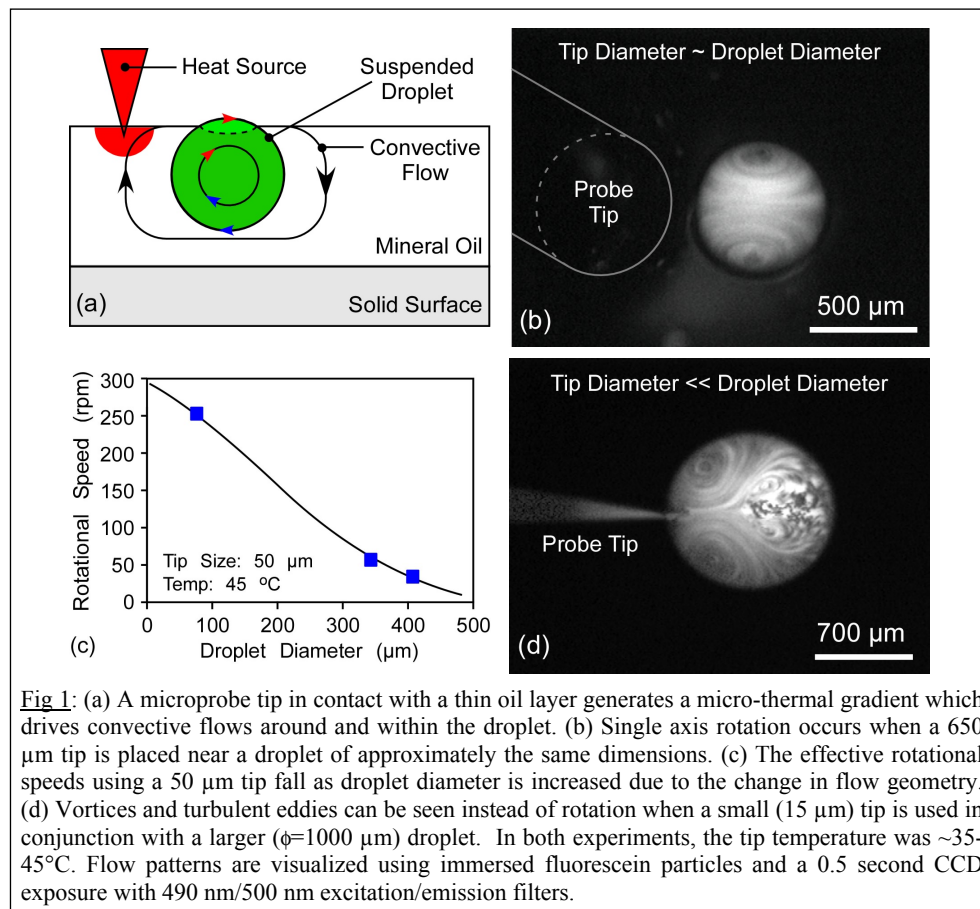 Heat Source
Suspended
Droplet
Convective
Flow
Mineral Oil
Solid Surface
(a)
Tip Diameter ~ Droplet Diameter
Probe
Tip
500 µm
(b)
300
250
200
150
100
50
0
Rotational Speed (rpm)
Tip Size: 50 µm
Temp: 45 ºC
0 100 200 300 400 500
Droplet Diameter (µm)
(c)
Tip Diameter << Droplet Diameter
Probe Tip
700 µm
(d)
Fig 1: (a) A microprobe tip in contact with a thin oil layer generates a micro-thermal gradient which
drives convective flows around and within the droplet. (b) Single axis rotation occurs when a 650
µm tip is placed near a droplet of approximately the same dimensions. (c) The effective rotational
speeds using a 50 µm tip fall as droplet diameter is increased due to the change in flow geometry.
(d) Vortices and turbulent eddies can be seen instead of rotation when a small (15 µm) tip is used in
conjunction with a larger (ϕ=1000 µm) droplet. In both experiments, the tip temperature was ~35-
45°C. Flow patterns are visualized using immersed fluorescein particles and a 0.5 second CCD
exposure with 490 nm/500 nm excitation/emission filters.